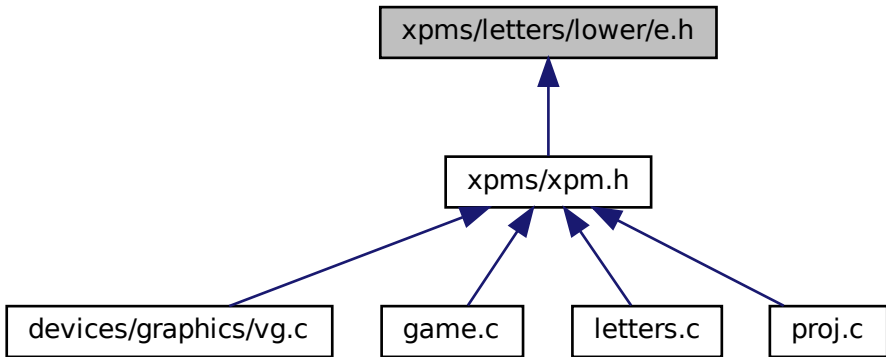 xpms/letters/lower/e.h
xpms/xpm.h
devices/graphics/vg.c
game.c
letters.c
proj.c